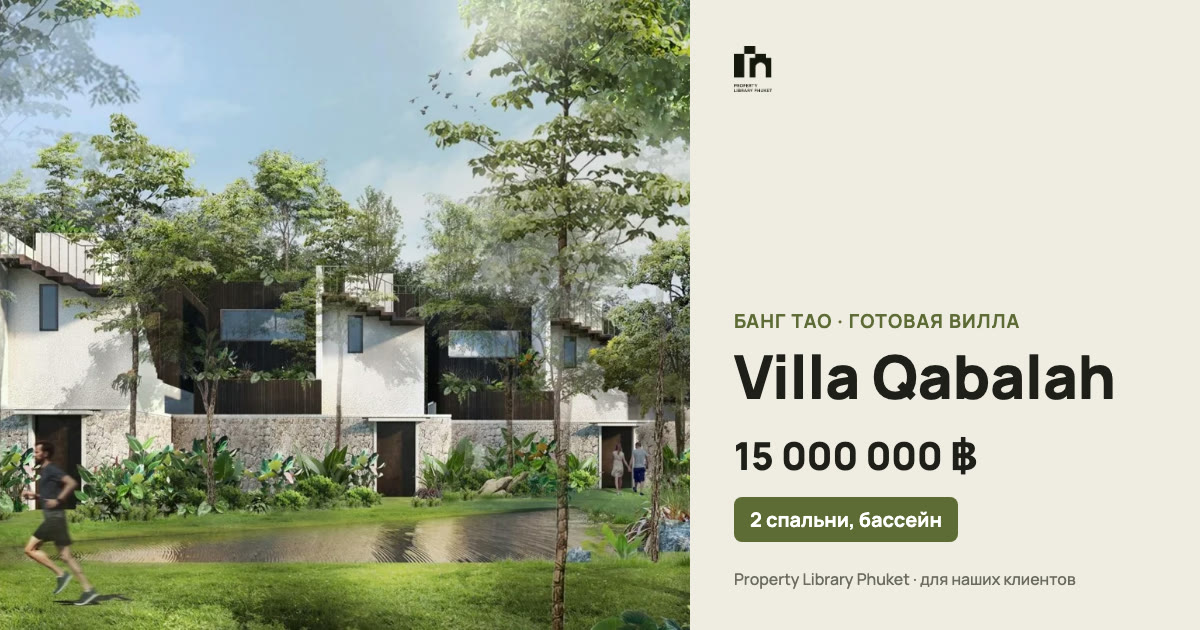 PROPERTY
LIBRARY PHUKET
БАНГ ТАО · ГОТОВАЯ ВИЛЛА
Villa Qabalah
15 000 000 ฿
2 спальни, бассейн
Property Library Phuket · для наших клиентов